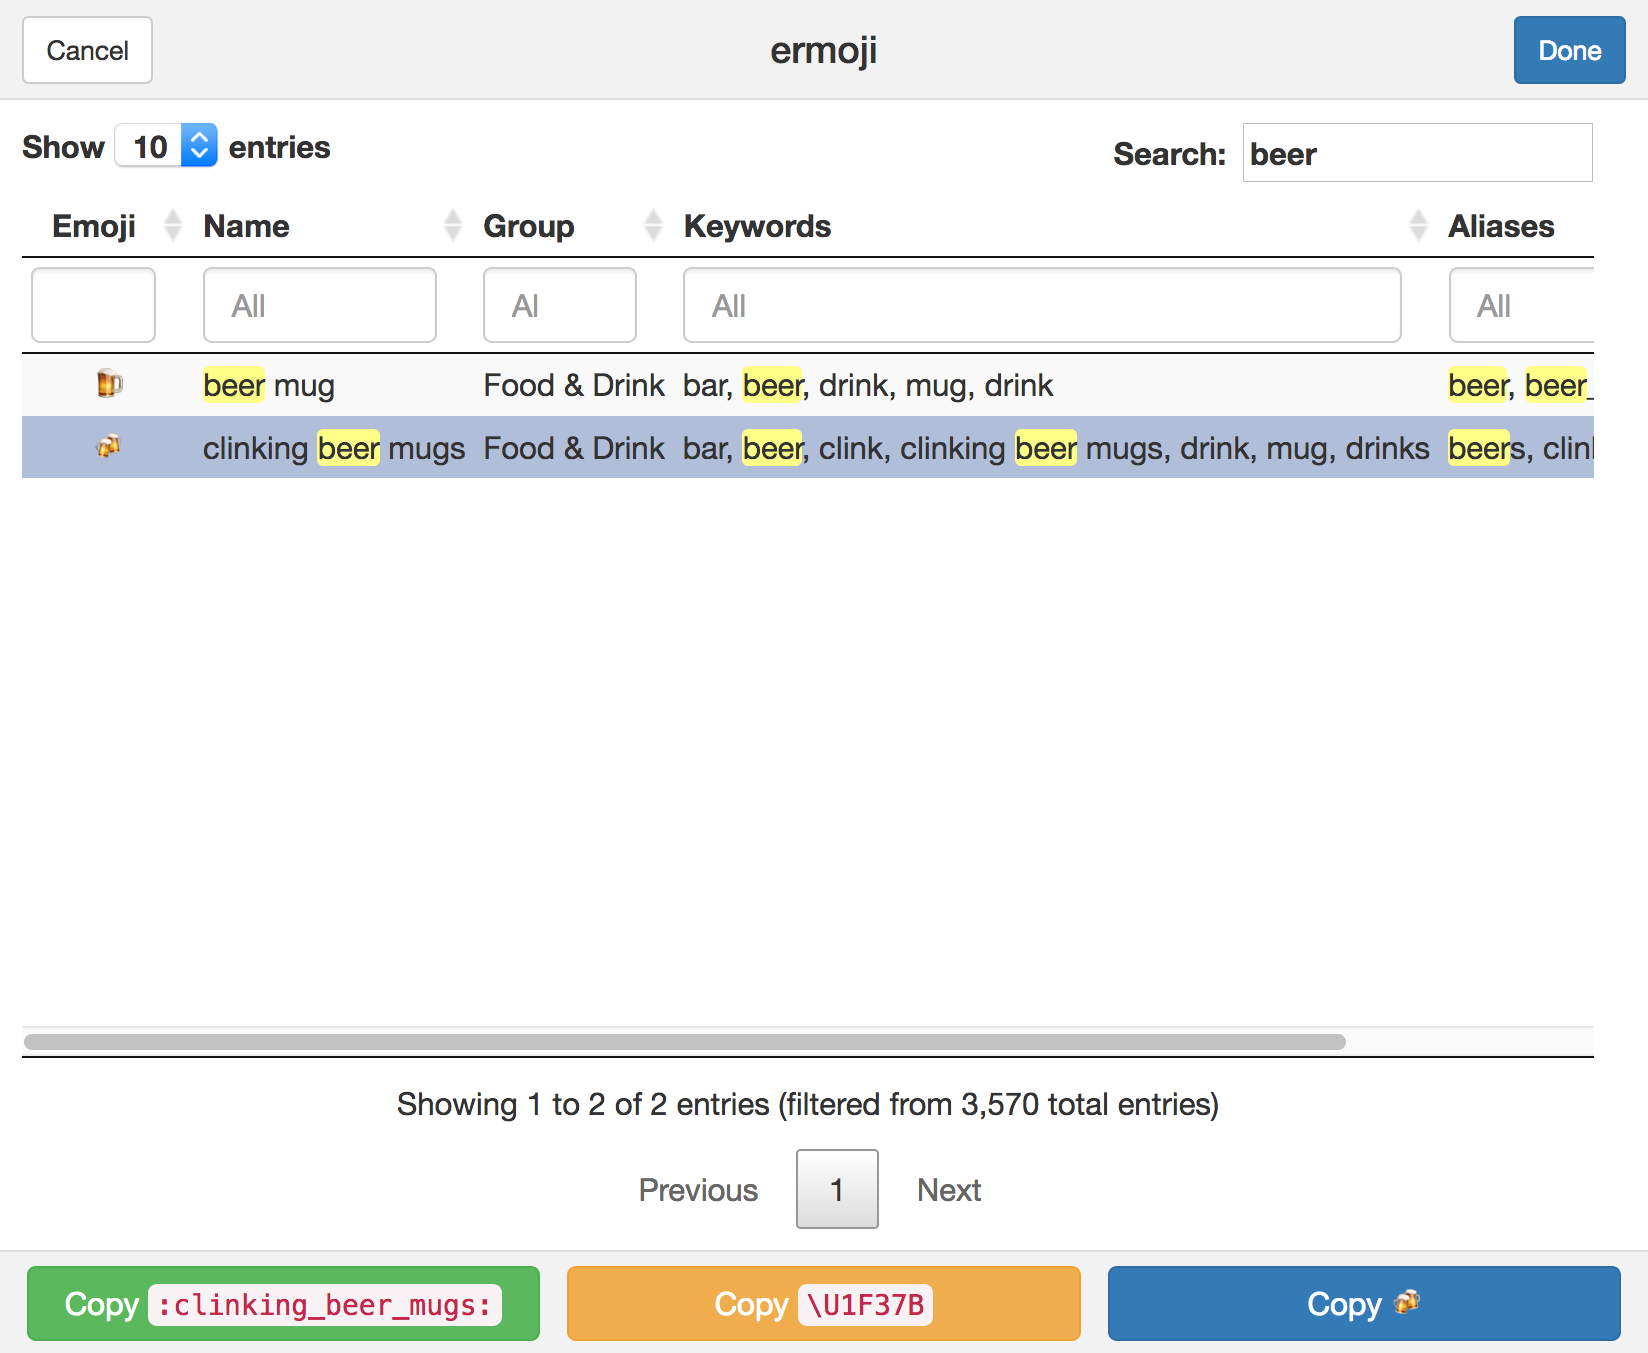 Cancel ermoji Done
Show 10 entries Search: beer
Emoji Name Group Keywords Aliases
All Al All All
beer mug Food & Drink bar, beer, drink, mug, drink beer, beer_
clinking beer mugs Food & Drink bar, beer, clink, clinking beer mugs, drink, mug, drinks beers, clin
Showing 1 to 2 of 2 entries (filtered from 3,570 total entries)
Previous 1 Next
Copy :clinking_beer_mugs: Copy \U1F37B Copy 🍻